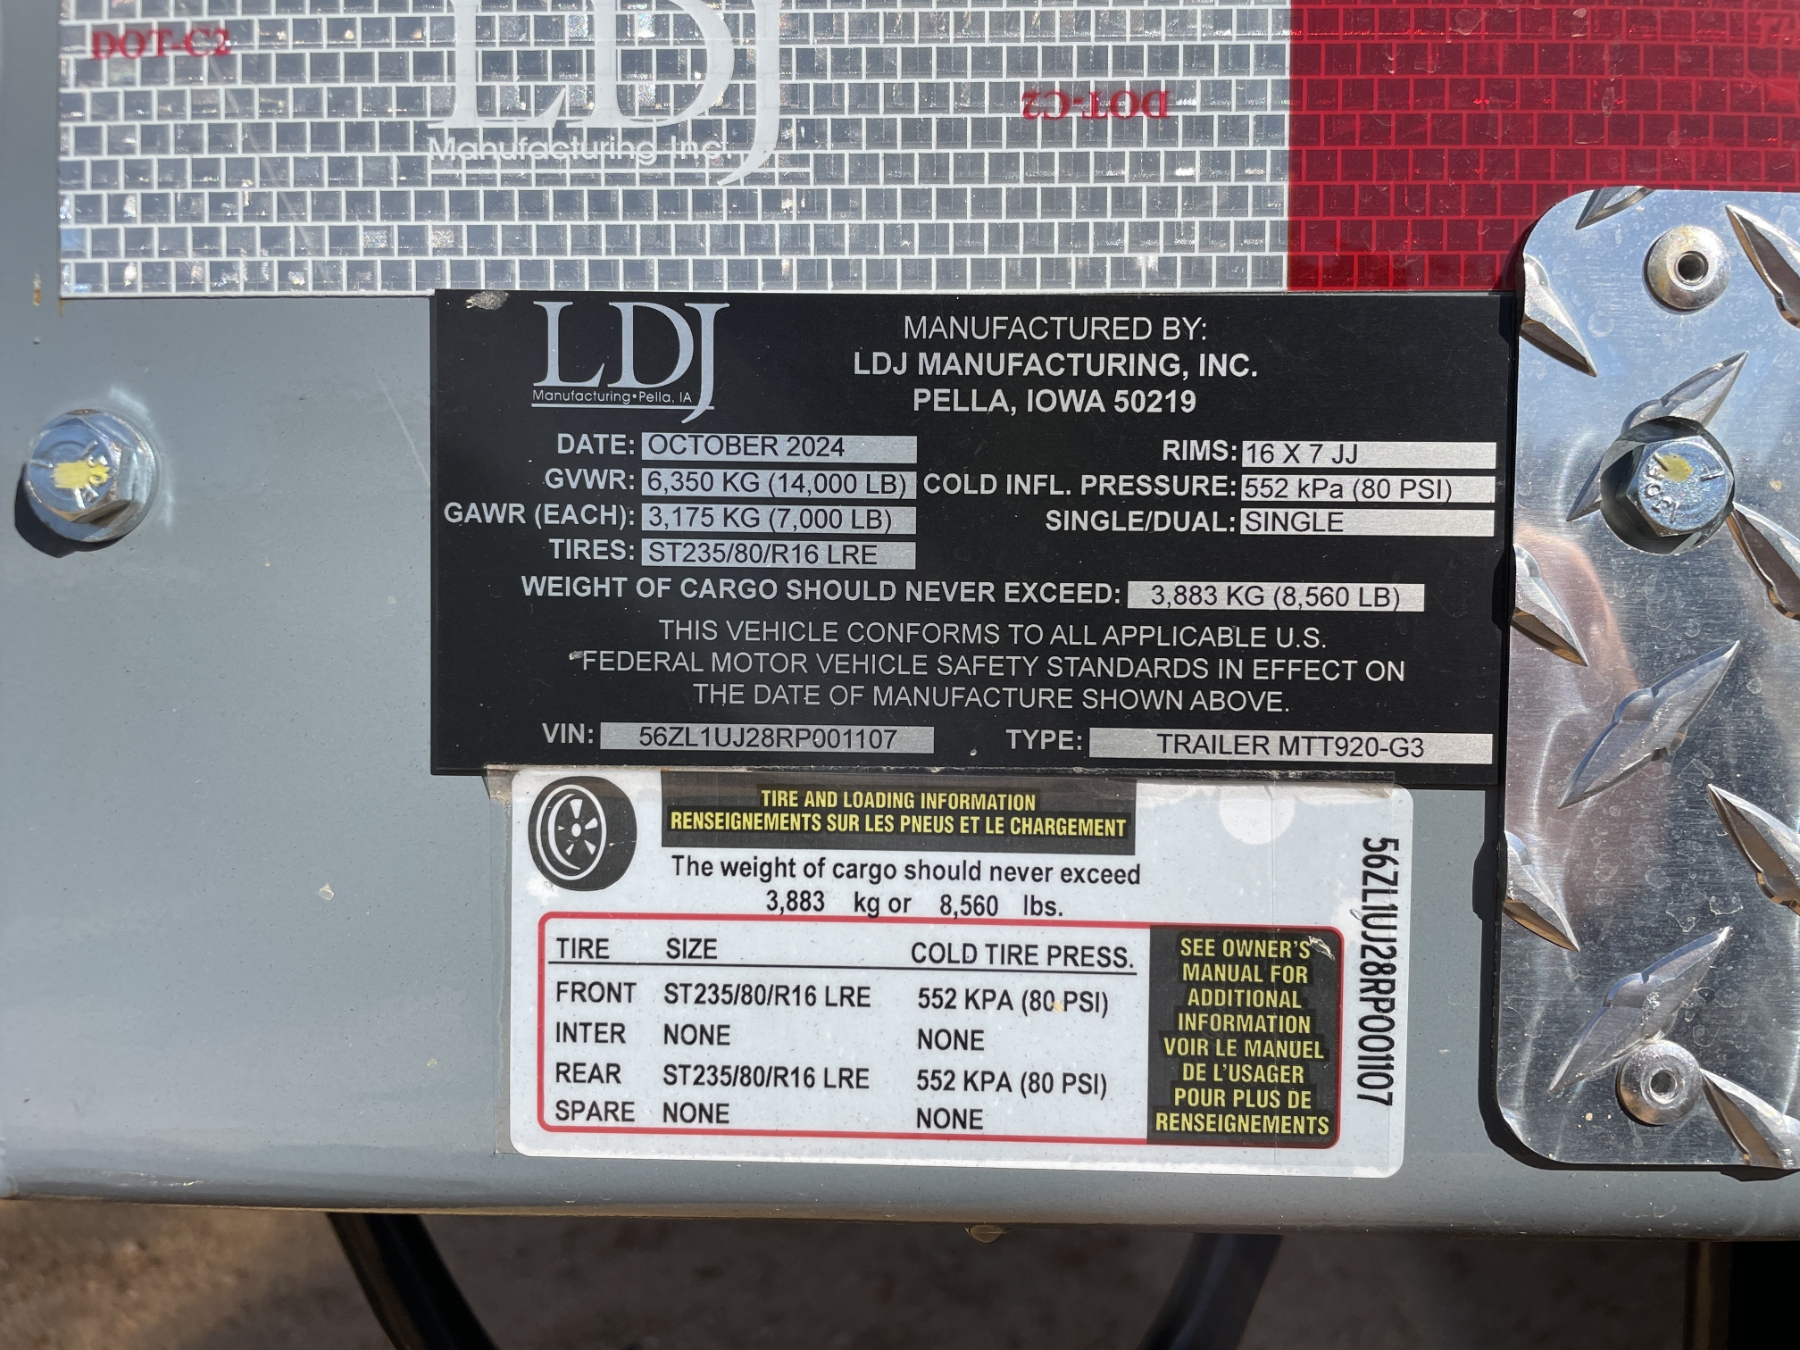 DOT-C2
LDJ
Manufacturing Inc.
DOT-C2
LDJ
Manufacturing•Pella, IA
MANUFACTURED BY:
LDJ MANUFACTURING, INC.
PELLA, IOWA 50219
DATE: OCTOBER 2024
RIMS: 16 X 7 JJ
GVWR: 6,350 KG (14,000 LB)
COLD INFL. PRESSURE: 552 kPa (80 PSI)
GAWR (EACH): 3,175 KG (7,000 LB)
SINGLE/DUAL: SINGLE
TIRES: ST235/80/R16 LRE
WEIGHT OF CARGO SHOULD NEVER EXCEED: 3,883 KG (8,560 LB)
THIS VEHICLE CONFORMS TO ALL APPLICABLE U.S.
FEDERAL MOTOR VEHICLE SAFETY STANDARDS IN EFFECT ON
THE DATE OF MANUFACTURE SHOWN ABOVE.
VIN: 56ZL1UJ28RP001107
TYPE: TRAILER MTT920-G3
TIRE AND LOADING INFORMATION
RENSEIGNEMENTS SUR LES PNEUS ET LE CHARGEMENT
The weight of cargo should never exceed
3,883 kg or 8,560 lbs.
TIRE SIZE COLD TIRE PRESS.
FRONT ST235/80/R16 LRE 552 KPA (80 PSI)
INTER NONE NONE
REAR ST235/80/R16 LRE 552 KPA (80 PSI)
SPARE NONE NONE
SEE OWNER'S
MANUAL FOR
ADDITIONAL
INFORMATION
VOIR LE MANUEL
DE L'USAGER
POUR PLUS DE
RENSEIGNEMENTS
56ZL1UJ28RP001107